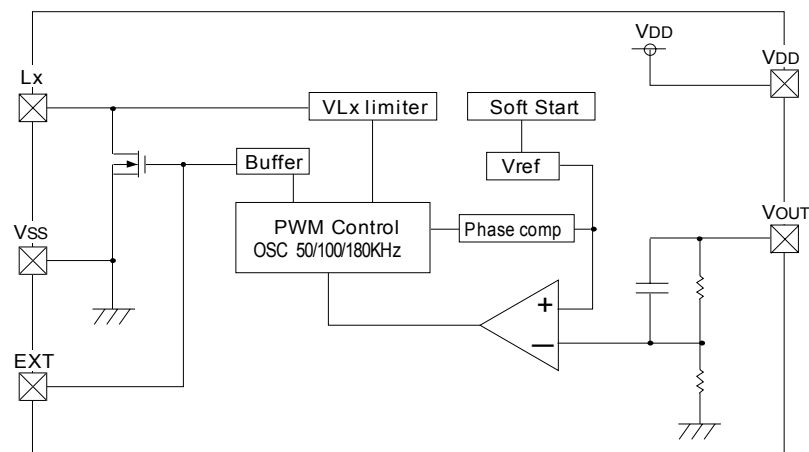 VDD
VDD
Lx
VLx limiter
Soft Start
Buffer
Vref
VSS
PWM Control
OSC 50/100/180KHz
Phase comp
VOUT
+
−
EXT